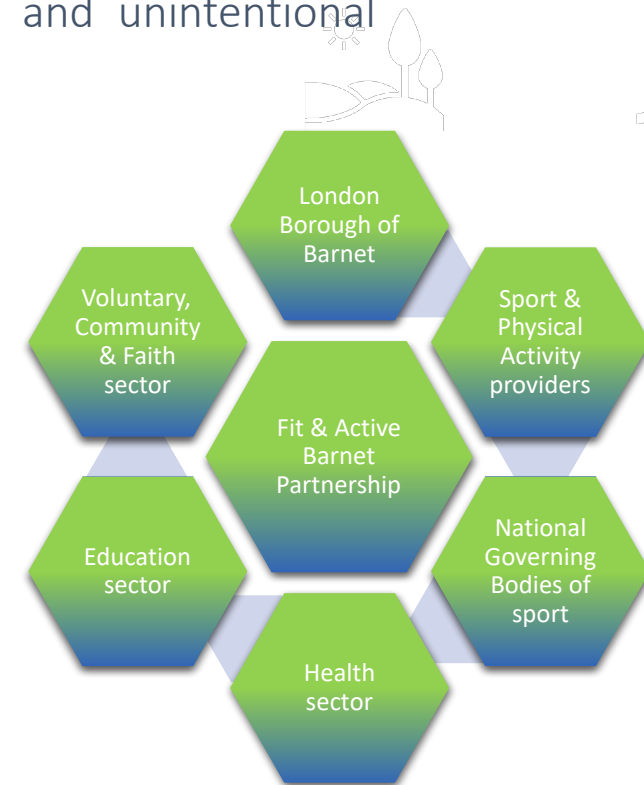 and unintentional
London
Borough of
Barnet
Sport &
Physical
Activity
providers
National
Governing
Bodies of
sport
Health
sector
Education
sector
Voluntary,
Community
& Faith
sector
Fit & Active
Barnet
Partnership